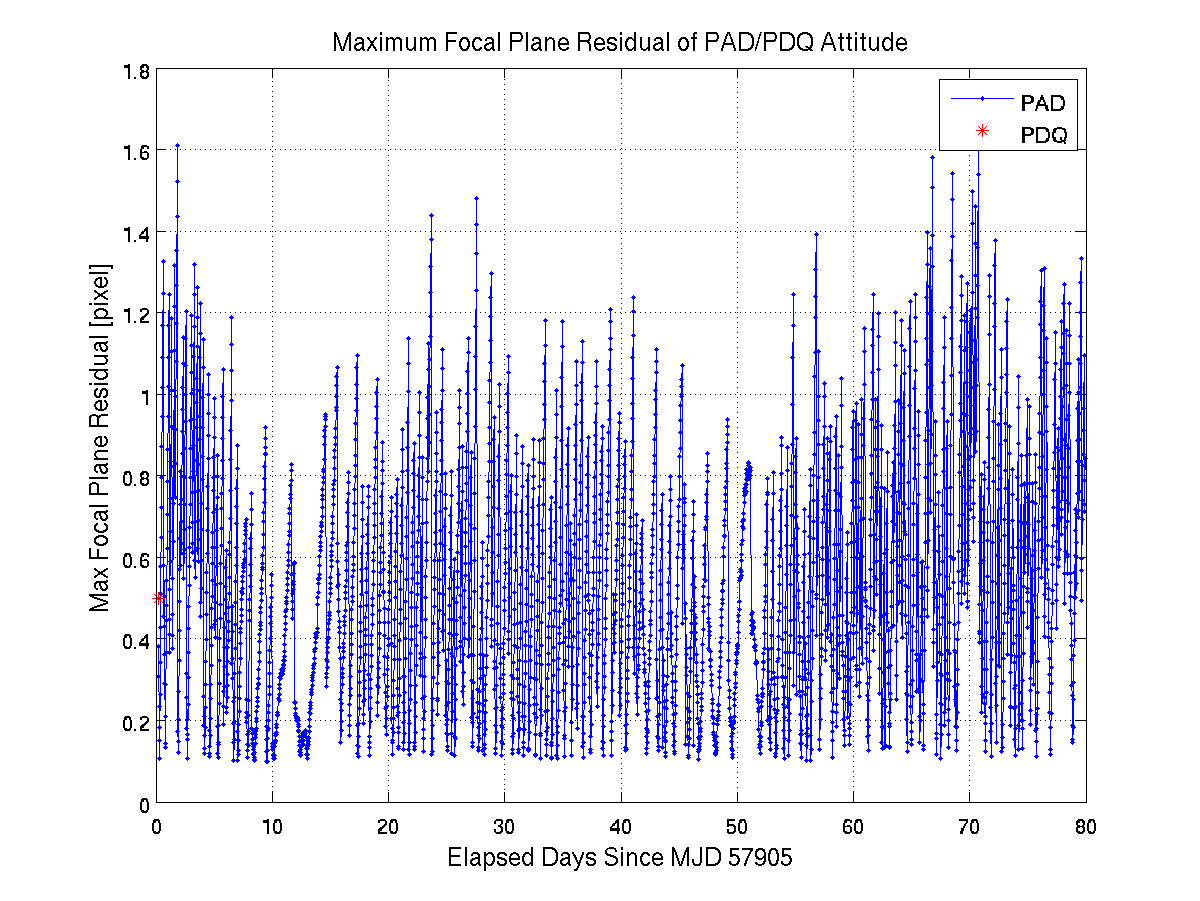 Maximum Focal Plane Residual of PAD/PDQ Attitude
PAD
PDQ
Max Focal Plane Residual [pixel]
1.8
1.6
1.4
1.2
1
0.8
0.6
0.4
0.2
0
0 10 20 30 40 50 60 70 80
Elapsed Days Since MJD 57905